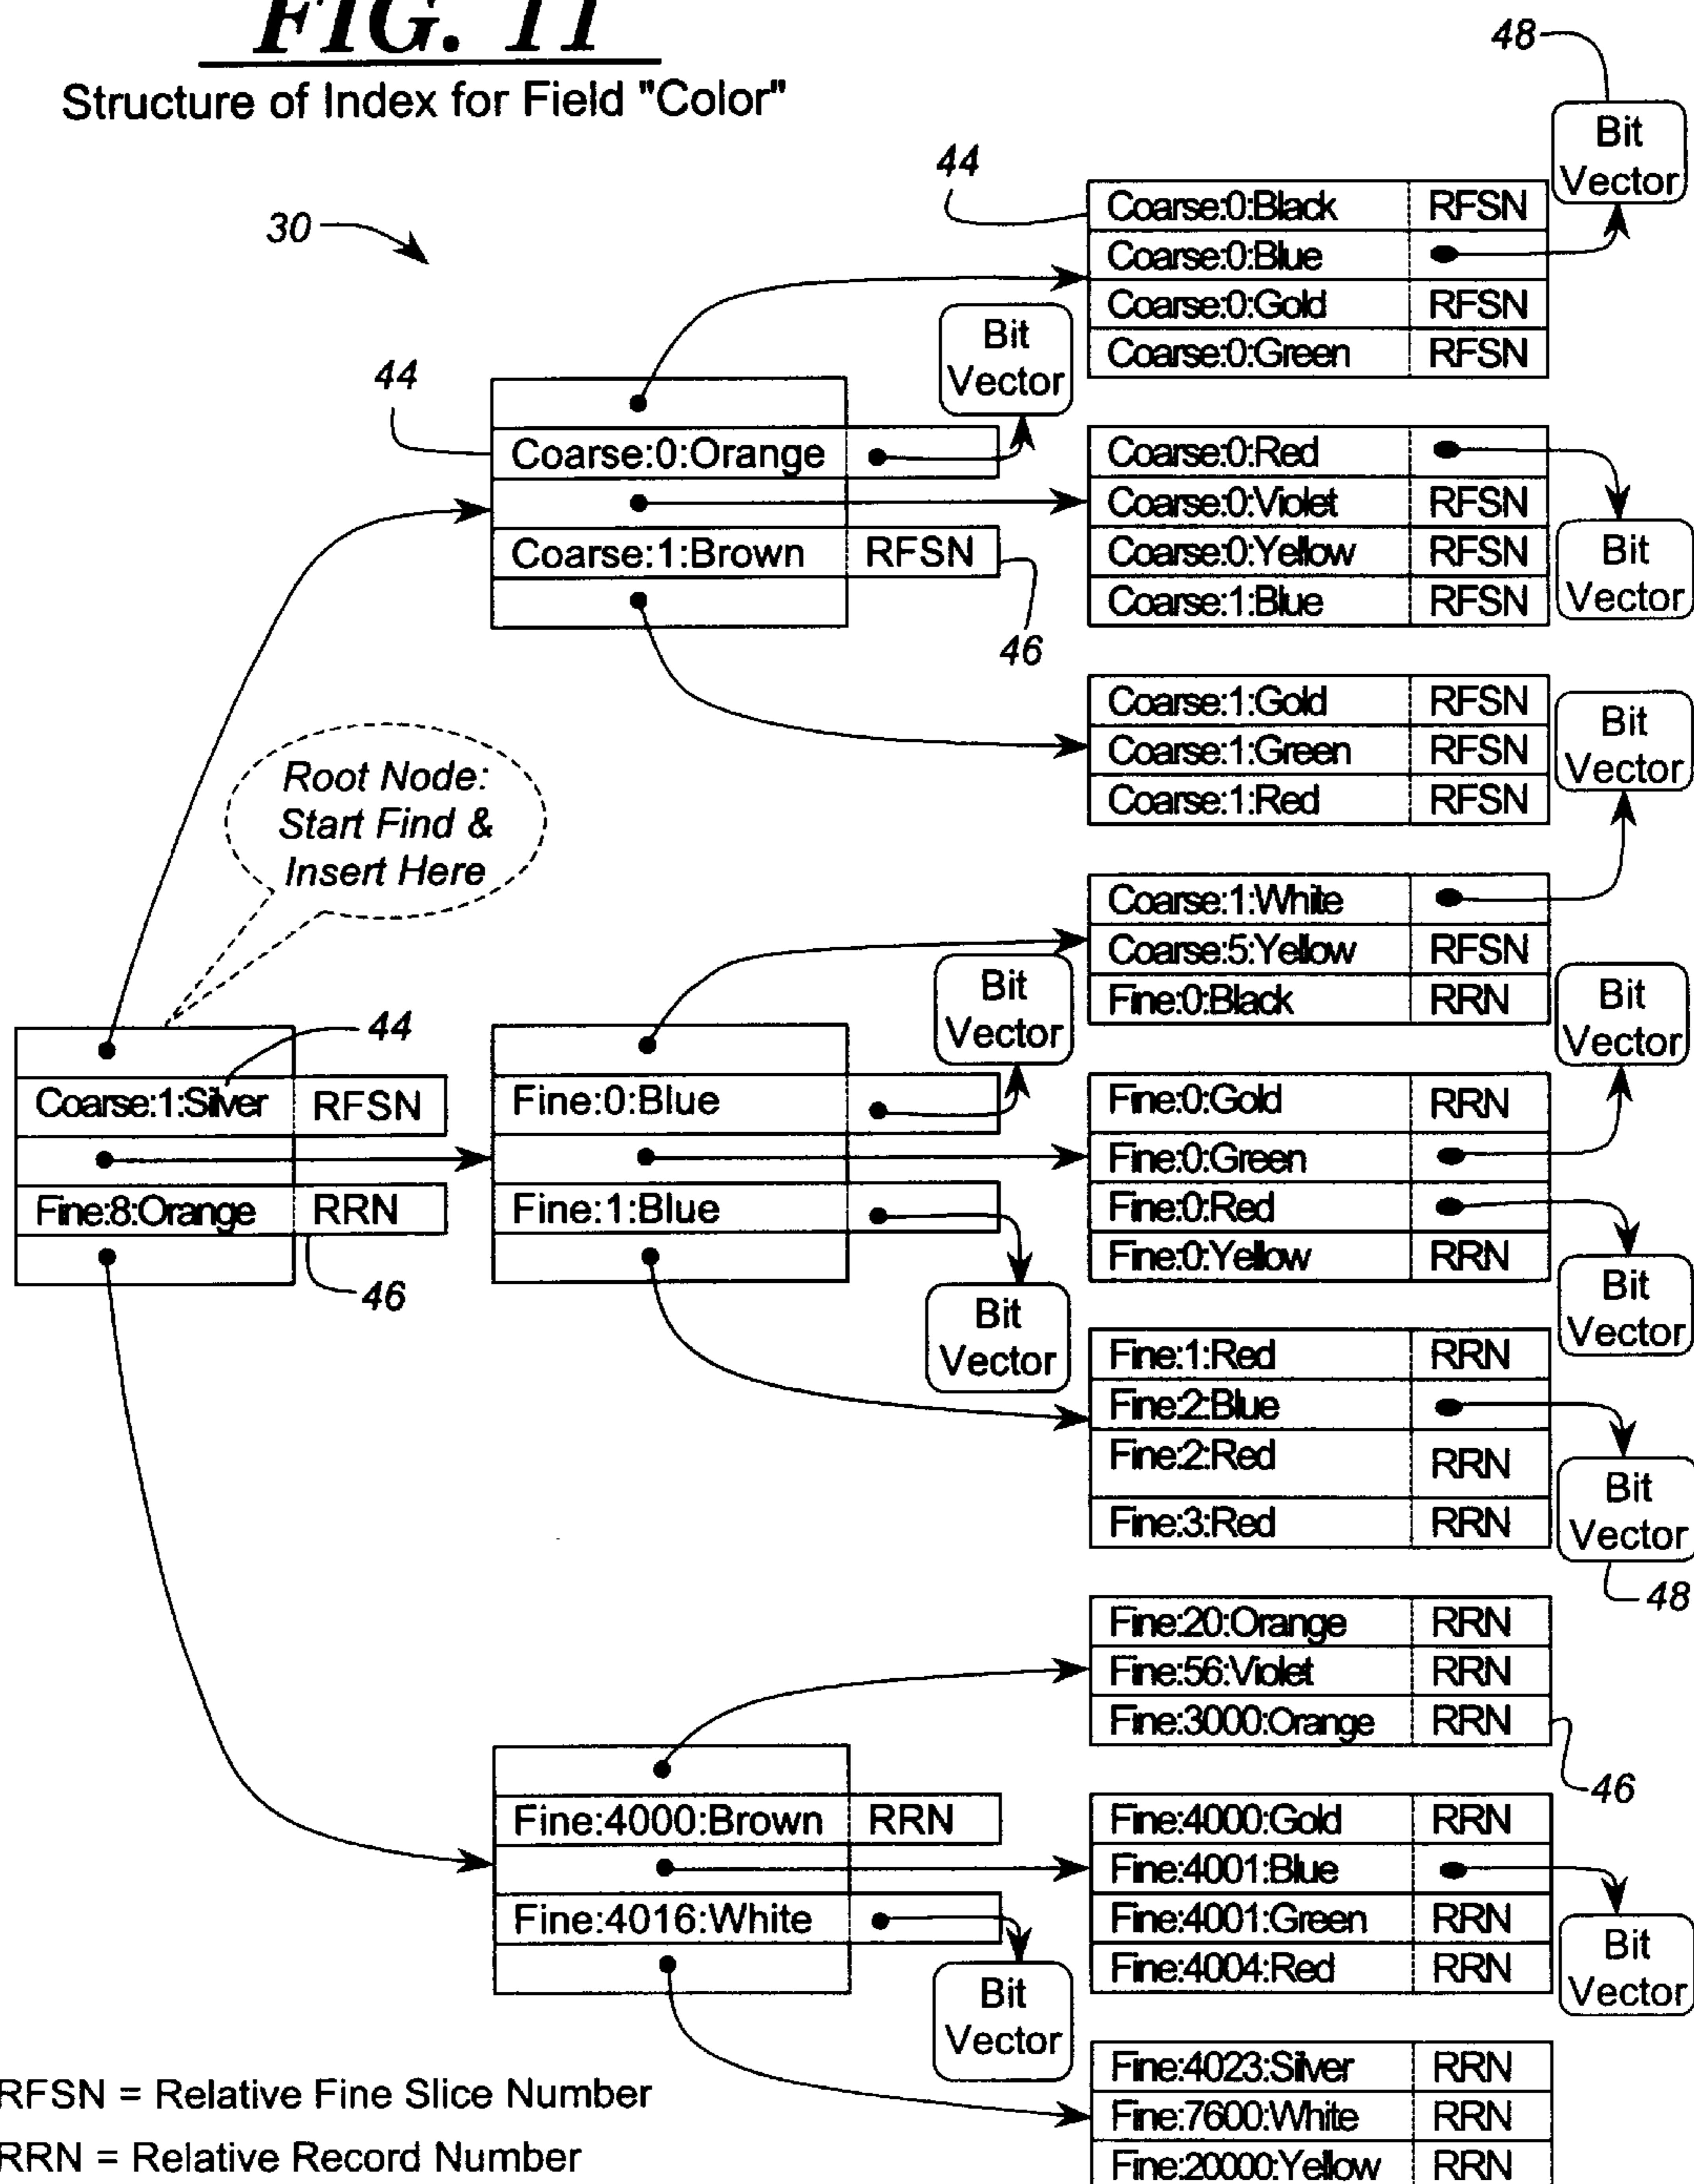 FIG. 11
Structure of Index for Field "Color"
48
Bit
Vector
44
30
Coarse:0:Black RFSN
Coarse:0:Blue
Coarse:0:Gold RFSN
Coarse:0:Green RFSN
Bit
Vector
44
Coarse:0:Orange
Coarse:1:Brown RFSN
46
Coarse:0:Red
Coarse:0:Violet RFSN
Coarse:0:Yellow RFSN
Coarse:1:Blue RFSN
Bit
Vector
Coarse:1:Gold RFSN
Coarse:1:Green RFSN
Coarse:1:Red RFSN
Bit
Vector
Root Node:
Start Find &
Insert Here
Coarse:1:White
Coarse:5:Yellow RFSN
Fine:0:Black RRN
Bit
Vector
Bit
Vector
44
Coarse:1:Silver RFSN
Fine:8:Orange RRN
46
Fine:0:Blue
Fine:1:Blue
Bit
Vector
Fine:0:Gold RRN
Fine:0:Green
Fine:0:Red
Fine:0:Yellow RRN
Bit
Vector
Fine:1:Red RRN
Fine:2:Blue
Fine:2:Red RRN
Fine:3:Red RRN
Bit
Vector
48
Fine:20:Orange RRN
Fine:56:Violet RRN
Fine:3000:Orange RRN
46
Fine:4000:Brown RRN
Fine:4016:White
Bit
Vector
Fine:4000:Gold RRN
Fine:4001:Blue
Fine:4001:Green RRN
Fine:4004:Red RRN
Bit
Vector
Fine:4023:Silver RRN
Fine:7600:White RRN
Fine:20000:Yellow RRN
RFSN = Relative Fine Slice Number
RRN = Relative Record Number